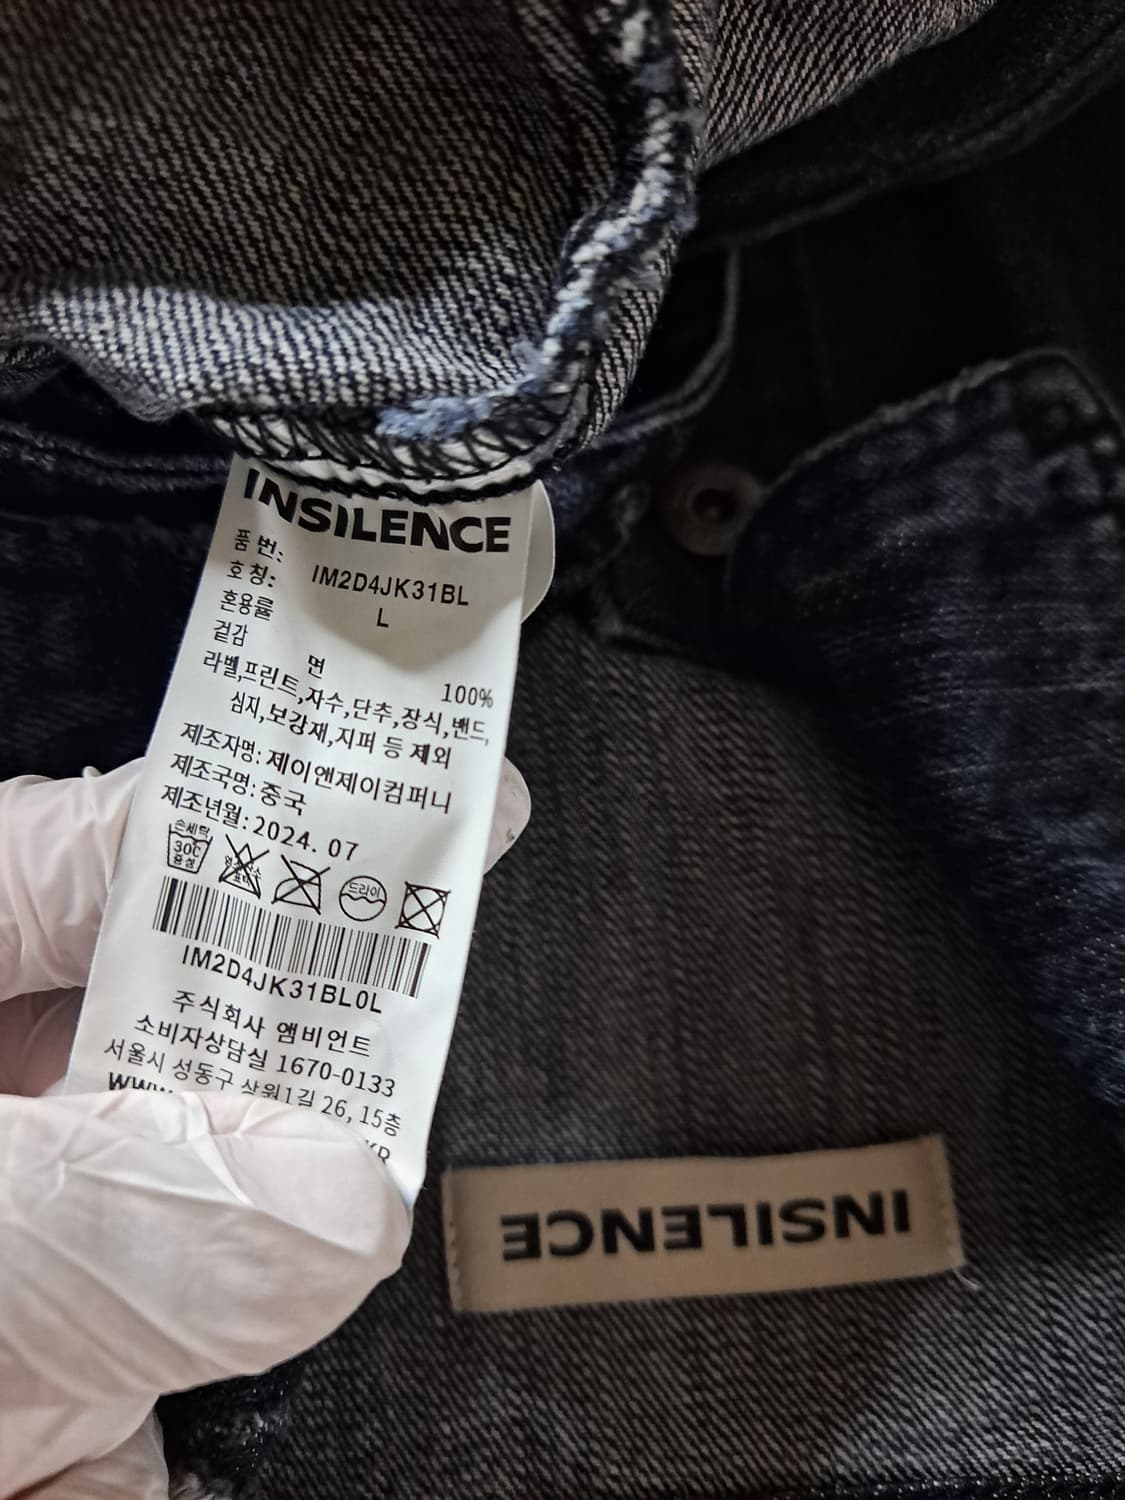 INSILENCE
품번: IM2D4JK31BL
호칭: L
혼용률
겉감 면 100%
라벨,프린트,자수,단추,장식,밴드,
심지,보강재,지퍼 등 제외
제조자명: 제이앤제이컴퍼니
제조국명: 중국
제조년월: 2024. 07
손세탁
30℃
중성
드라이
IM2D4JK31BL0L
주식회사 앰비언트
소비자상담실 1670-0133
서울시 성동구 상원1길 26, 15층
www.
KR
INSILENCE